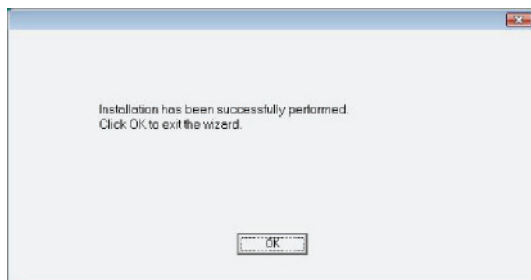 Installation has been successfully performed.
Click OK to exit the wizard.
OK